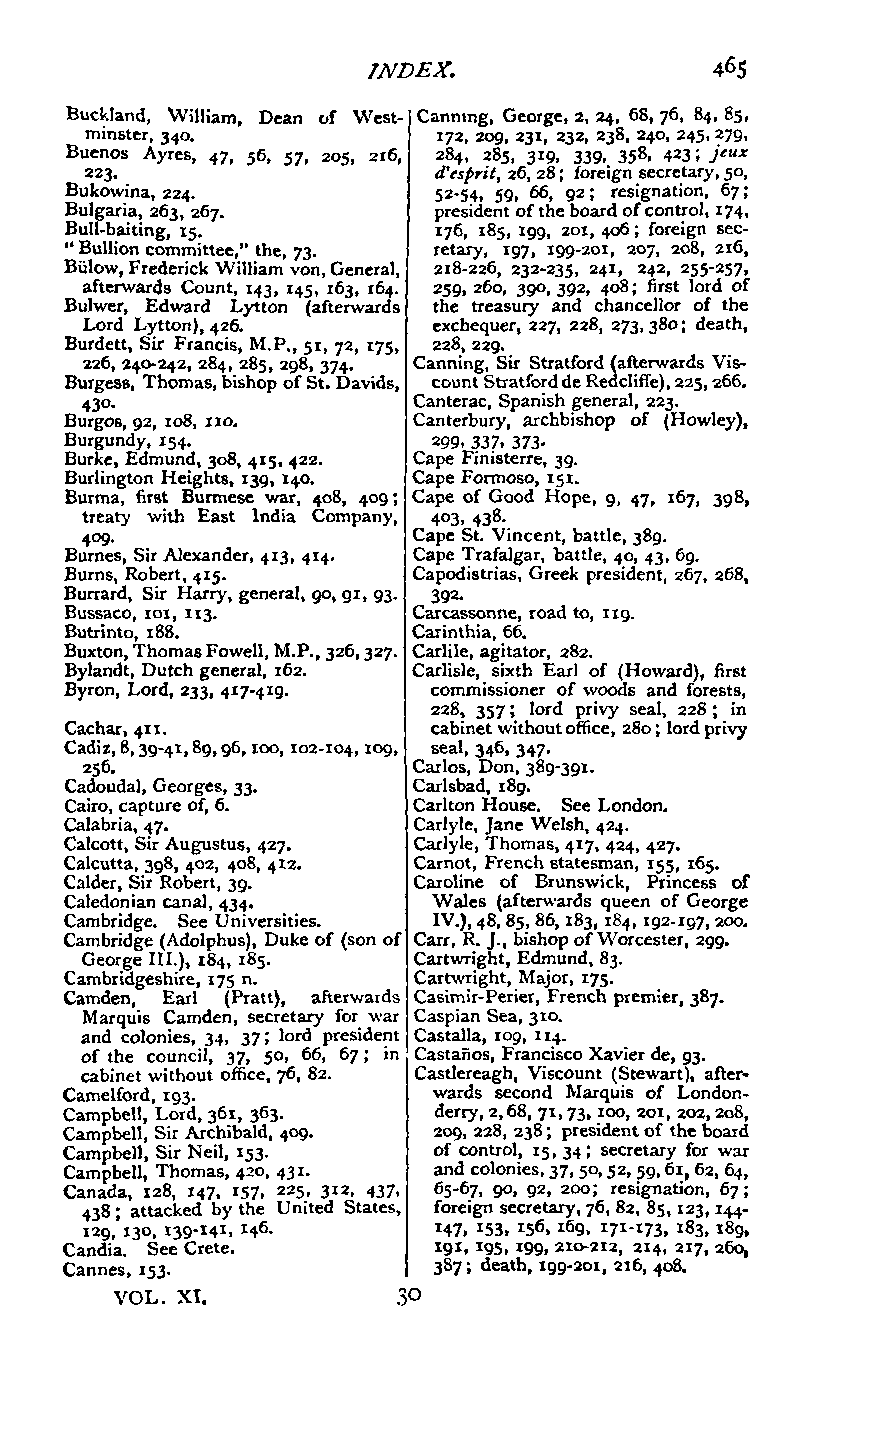 INDEX. 465
Buckland, William, Dean of West-
minster, 340.
Buenos Ayres, 47, 56, 57, 205, 216,
223.
Bukowina, 224.
Bulgaria, 263, 267.
Bull-baiting, 15.
"Bullion committee," the, 73.
Bülow, Frederick William von, General,
afterwards Count, 143, 145, 163, 164.
Bulwer, Edward Lytton (afterwards
Lord Lytton), 426.
Burdett, Sir Francis, M.P., 51, 72, 175,
226, 240-242, 284, 285, 298, 374.
Burgess, Thomas, bishop of St. Davids,
430.
Burgos, 92, 108, 110.
Burgundy, 154.
Burke, Edmund, 308, 415, 422.
Burlington Heights, 139, 140.
Burma, first Burmese war, 408, 409;
treaty with East India Company,
409.
Burnes, Sir Alexander, 413, 414.
Burns, Robert, 415.
Burrard, Sir Harry, general, 90, 91, 93.
Bussaco, 101, 113.
Butrinto, 188.
Buxton, Thomas Fowell, M.P., 326, 327.
Bylandt, Dutch general, 162.
Byron, Lord, 233, 417-419.
Cachar, 411.
Cadiz, 8, 39-41, 89, 96, 100, 102-104, 109,
256.
Cadoudal, Georges, 33.
Cairo, capture of, 6.
Calabria, 47.
Calcott, Sir Augustus, 427.
Calcutta, 398, 402, 408, 412.
Calder, Sir Robert, 39.
Caledonian canal, 434.
Cambridge. See Universities.
Cambridge (Adolphus), Duke of (son of
George III.), 184, 185.
Cambridgeshire, 175 n.
Camden, Earl (Pratt), afterwards
Marquis Camden, secretary for war
and colonies, 34, 37; lord president
of the council, 37, 50, 66, 67; in
cabinet without office, 76, 82.
Camelford, 193.
Campbell, Lord, 361, 363.
Campbell, Sir Archibald, 409.
Campbell, Sir Neil, 153.
Campbell, Thomas, 420, 431.
Canada, 128, 147, 157, 225, 312, 437,
438; attacked by the United States,
129, 130, 139-141, 146.
Candia. See Crete.
Cannes, 153.
Canning, George, 2, 24, 68, 76, 84, 85,
172, 209, 231, 232, 238, 240, 245, 279,
284, 285, 319, 339, 358, 423; jeux
d'esprit, 26, 28; foreign secretary, 50,
52-54, 59, 66, 92; resignation, 67;
president of the board of control, 174,
176, 185, 199, 201, 406; foreign sec-
retary, 197, 199-201, 207, 208, 216,
218-226, 232-235, 241, 242, 255-257,
259, 260, 390, 392, 408; first lord of
the treasury and chancellor of the
exchequer, 227, 228, 273, 380; death,
228, 229.
Canning, Sir Stratford (afterwards Vis-
count Stratford de Redcliffe), 225, 266.
Canterac, Spanish general, 223.
Canterbury, archbishop of (Howley),
299, 337, 373.
Cape Finisterre, 39.
Cape Formoso, 151.
Cape of Good Hope, 9, 47, 167, 398,
403, 438.
Cape St. Vincent, battle, 389.
Cape Trafalgar, battle, 40, 43, 69.
Capodistrias, Greek president, 267, 268,
392.
Carcassonne, road to, 119.
Carinthia, 66.
Carlile, agitator, 282.
Carlisle, sixth Earl of (Howard), first
commissioner of woods and forests,
228, 357; lord privy seal, 228; in
cabinet without office, 280; lord privy
seal, 346, 347.
Carlos, Don, 389-391.
Carlsbad, 189.
Carlton House. See London.
Carlyle, Jane Welsh, 424.
Carlyle, Thomas, 417, 424, 427.
Carnot, French statesman, 155, 165.
Caroline of Brunswick, Princess of
Wales (afterwards queen of George
IV.), 48, 85, 86, 183, 184, 192-197, 200.
Carr, R. J., bishop of Worcester, 299.
Cartwright, Edmund, 83.
Cartwright, Major, 175.
Casimir-Perier, French premier, 387.
Caspian Sea, 310.
Castalla, 109, 114.
Castaños, Francisco Xavier de, 93.
Castlereagh, Viscount (Stewart), after-
wards second Marquis of London-
derry, 2, 68, 71, 73, 100, 201, 202, 208,
209, 228, 238; president of the board
of control, 15, 34; secretary for war
and colonies, 37, 50, 52, 59, 61, 62, 64,
65-67, 90, 92, 200; resignation, 67;
foreign secretary, 76, 82, 85, 123, 144-
147, 153, 156, 169, 171-173, 183, 189,
191, 195, 199, 210-212, 214, 217, 260,
387; death, 199-201, 216, 408.
VOL. XI. 30